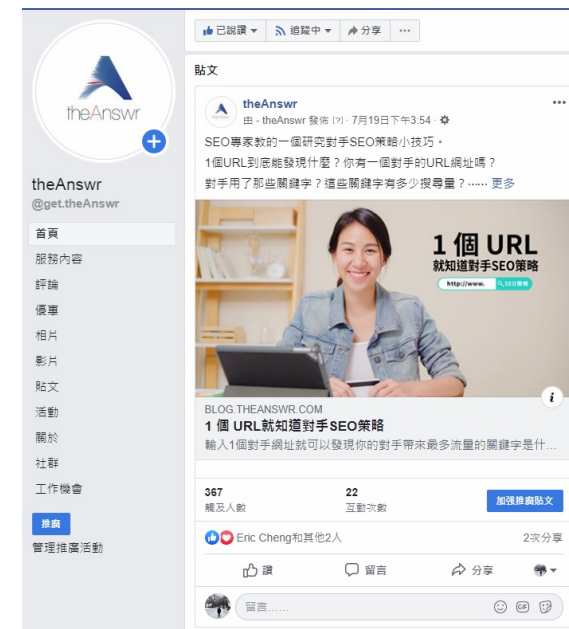 已說讚
追蹤中
分享
貼文
theAnswr
theAnswr
由 - theAnswr 發佈 [?] · 7月19日下午3:54 ·
SEO專家教的一個研究對手SEO策略小技巧。
1個URL到底能發現什麼？你有一個對手的URL網址嗎？
對手用了那些關鍵字？這些關鍵字有多少搜尋量？…… 更多
1 個 URL
就知道對手SEO策略
http://www.
SEO策略
BLOG.THEANSWR.COM
1 個 URL就知道對手SEO策略
輸入1個對手網址就可以發現你的對手帶來最多流量的關鍵字是什...
367
觸及人數
22
互動次數
加強推廣貼文
Eric Cheng和其他2人
2次分享
讚
留言
分享
留言……
GIF
theAnswr
@get.theAnswr
首頁
服務內容
評論
優惠
相片
影片
貼文
活動
關於
社群
工作機會
推廣
管理推廣活動